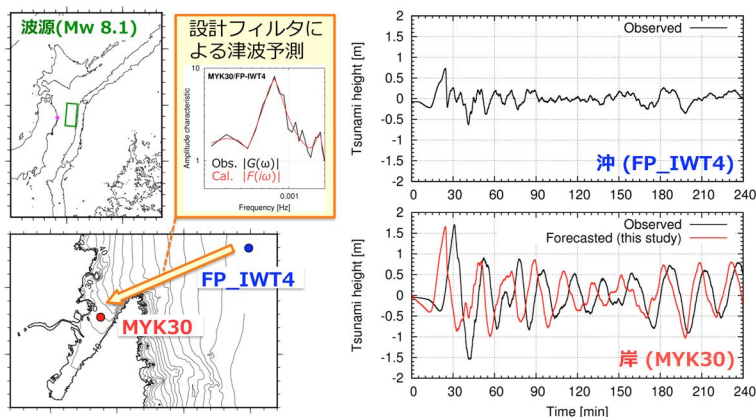 波源(Mw 8.1)
設計フィルタに
よる津波予測
MYK30/FP-IWT4
10
Amplitude characteristic
1
Obs. |G(ω)|
Cal. |F(iω)|
0.001
Frequency [Hz]
FP_IWT4
MYK30
Tsunami height [m]
2
1.5
1
0.5
0
-0.5
-1
-1.5
-2
Observed
沖 (FP_IWT4)
0 30 60 90 120 150 180 210 240
Tsunami height [m]
2
1.5
1
0.5
0
-0.5
-1
-1.5
-2
Observed
Forecasted (this study)
岸 (MYK30)
0 30 60 90 120 150 180 210 240
Time [min]